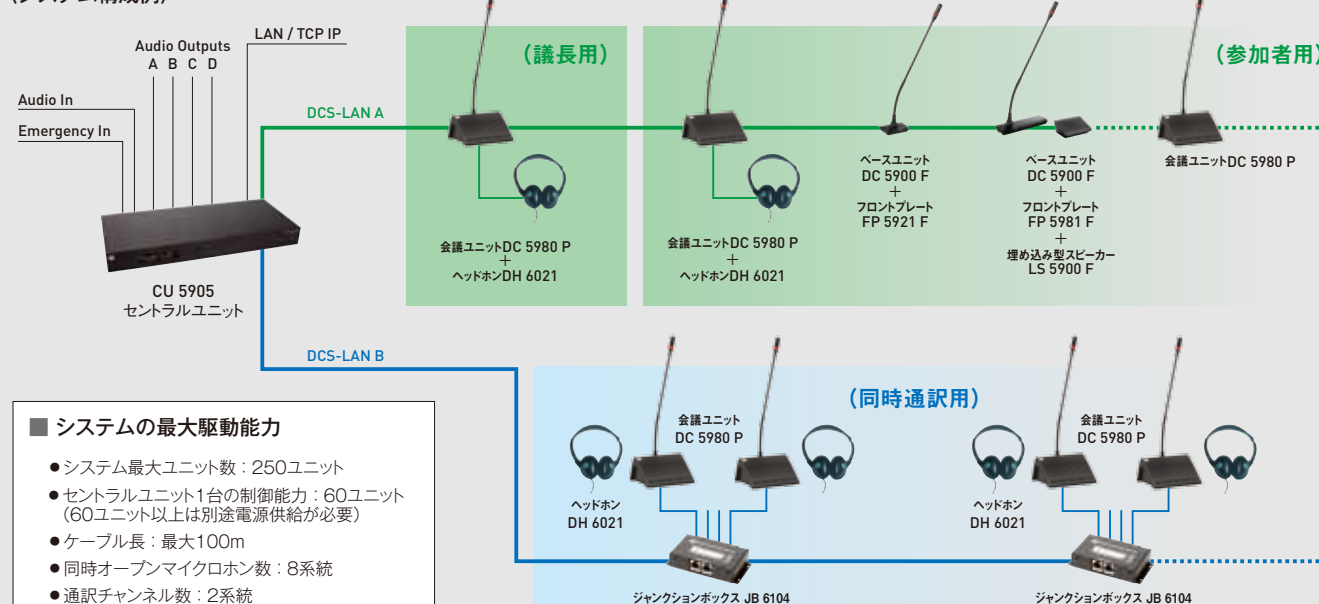 (システム構成例)
LAN / TCP IP
Audio Outputs
A B C D
Audio In
Emergency In
DCS-LAN A
CU 5905
セントラルユニット
(議長用)
会議ユニットDC 5980 P
+
ヘッドホンDH 6021
(参加者用)
会議ユニットDC 5980 P
+
ヘッドホンDH 6021
ベースユニット
DC 5900 F
+
フロントプレート
FP 5921 F
ベースユニット
DC 5900 F
+
フロントプレート
FP 5981 F
+
埋め込み型スピーカー
LS 5900 F
会議ユニットDC 5980 P
DCS-LAN B
(同時通訳用)
会議ユニット
DC 5980 P
ヘッドホン
DH 6021
ジャンクションボックス JB 6104
会議ユニット
DC 5980 P
ヘッドホン
DH 6021
ジャンクションボックス JB 6104
■ システムの最大駆動能力
●システム最大ユニット数：250ユニット
●セントラルユニット1台の制御能力：60ユニット
(60ユニット以上は別途電源供給が必要)
●ケーブル長：最大100m
●同時オープンマイクロホン数：8系統
●通訳チャンネル数：2系統